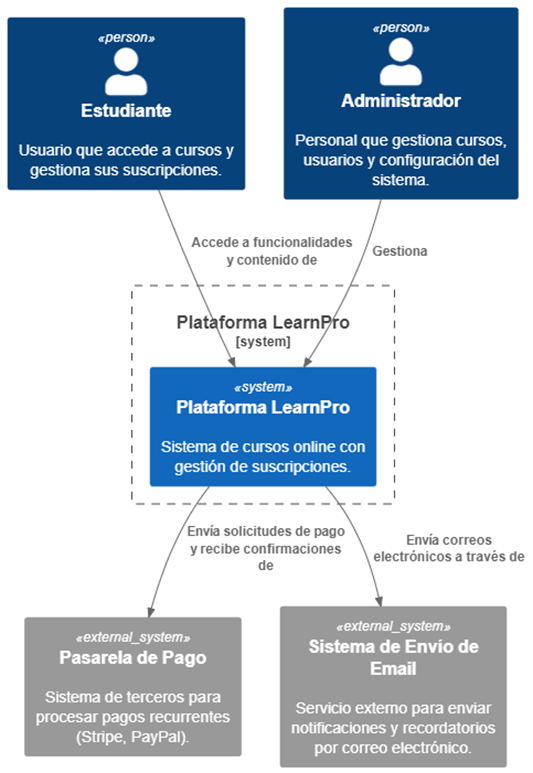 «person»
Estudiante
Usuario que accede a cursos y
gestiona sus suscripciones.
«person»
Administrador
Personal que gestiona cursos,
usuarios y configuración del
sistema.
Accede a funcionalidades
y contenido de
Gestiona
Plataforma LearnPro
[system]
«system»
Plataforma LearnPro
Sistema de cursos online con
gestión de suscripciones.
Envía solicitudes de pago
y recibe confirmaciones
de
Envía correos
electrónicos a través de
«external_system»
Pasarela de Pago
Sistema de terceros para
procesar pagos recurrentes
(Stripe, PayPal).
«external_system»
Sistema de Envío de
Email
Servicio externo para enviar
notificaciones y recordatorios
por correo electrónico.